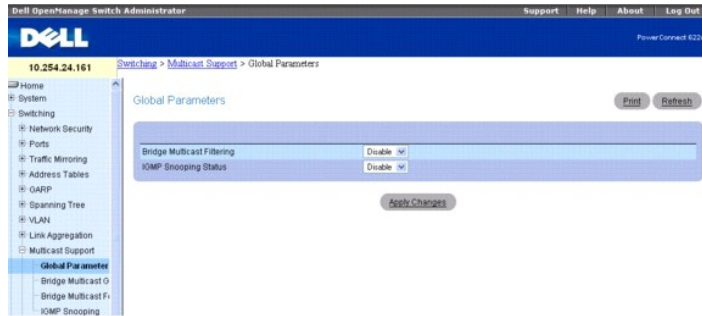 Dell OpenManage Switch Administrator
Support Help About Log Out
DELL
PowerConnect 622
10.254.24.161
Switching > Multicast Support > Global Parameters
Home
System
Switching
Network Security
Ports
Traffic Mirroring
Address Tables
GARP
Spanning Tree
VLAN
Link Aggregation
Multicast Support
Global Parameter
Bridge Multicast G
Bridge Multicast F
IGMP Snooping
Global Parameters
Print Refresh
Bridge Multicast Filtering Disable
IGMP Snooping Status Disable
Apply Changes